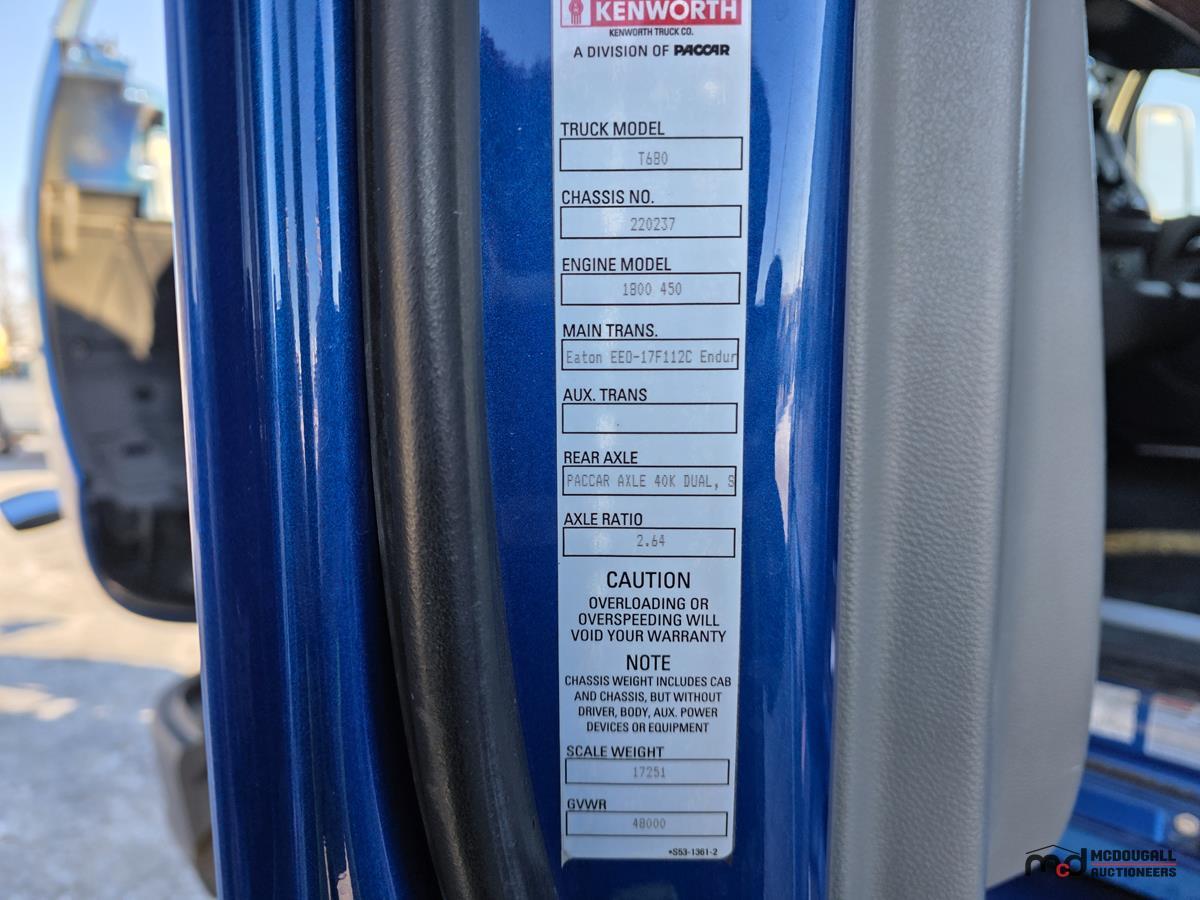 KENWORTH
KENWORTH TRUCK CO.
A DIVISION OF PACCAR
TRUCK MODEL
T680
CHASSIS NO.
220237
ENGINE MODEL
1800 450
MAIN TRANS.
Eaton EEO-17F112C Endur
AUX. TRANS
REAR AXLE
PACCAR AXLE 40K DUAL, S
AXLE RATIO
2.64
CAUTION
OVERLOADING OR
OVERSPEEDING WILL
VOID YOUR WARRANTY
NOTE
CHASSIS WEIGHT INCLUDES CAB
AND CHASSIS, BUT WITHOUT
DRIVER, BODY, AUX. POWER
DEVICES OR EQUIPMENT
SCALE WEIGHT
17251
GVWR
48000
*S53-1361-2
mcd MCDOUGALL
AUCTIONEERS